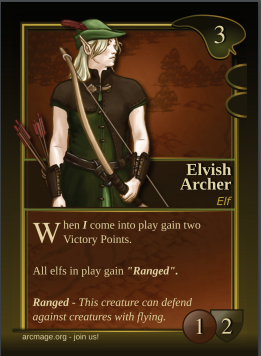 3
Elvish
Archer
Elf
When I come into play gain two
Victory Points.
All elfs in play gain "Ranged".
Ranged - This creature can defend
against creatures with flying.
1 2
arcmage.org - join us!